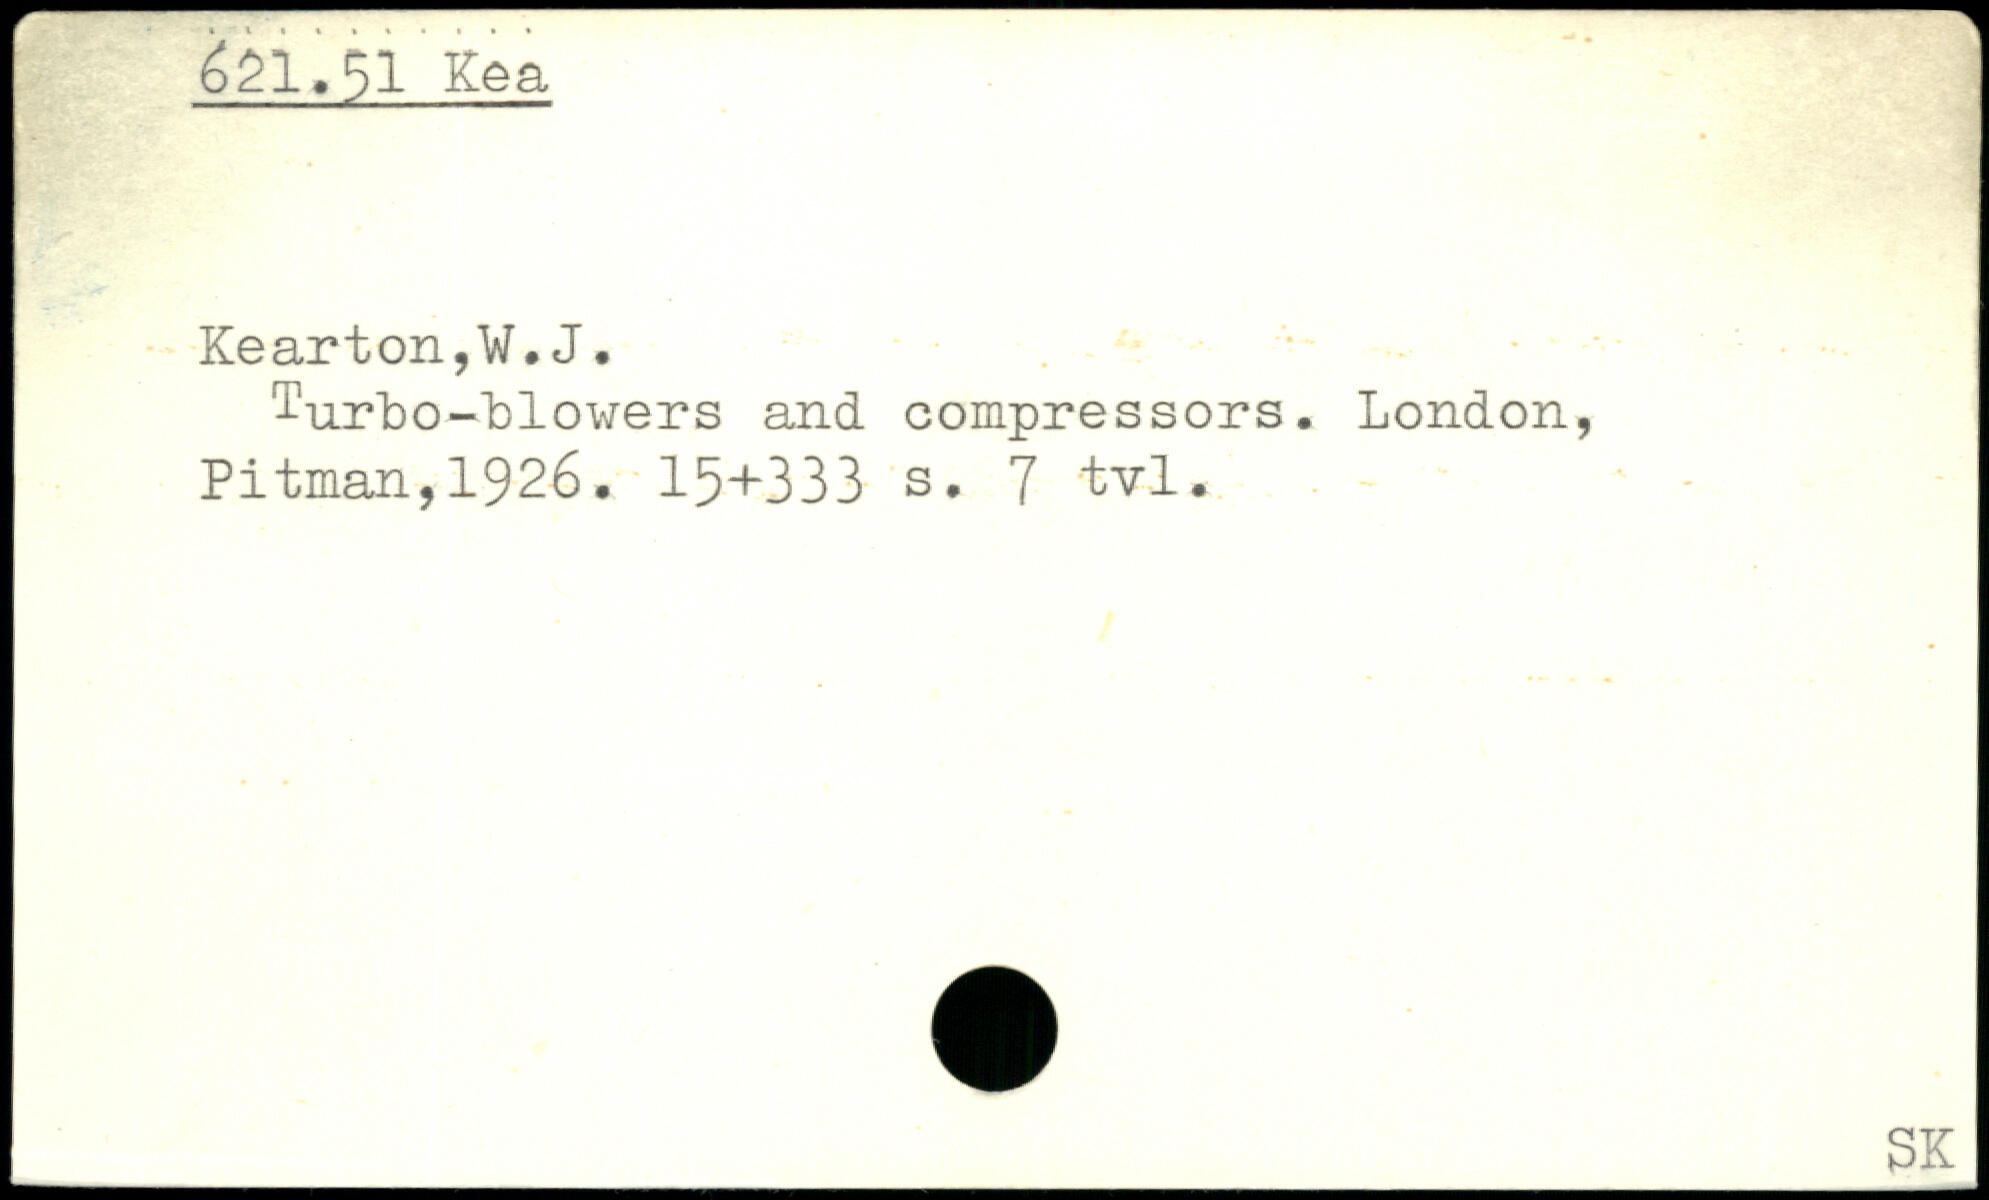 621.51 Kea
Kearton,W.J.
Turbo-blowers and compressors. London,
Pitman,1926. 15+333 s. 7 tvl.
SK